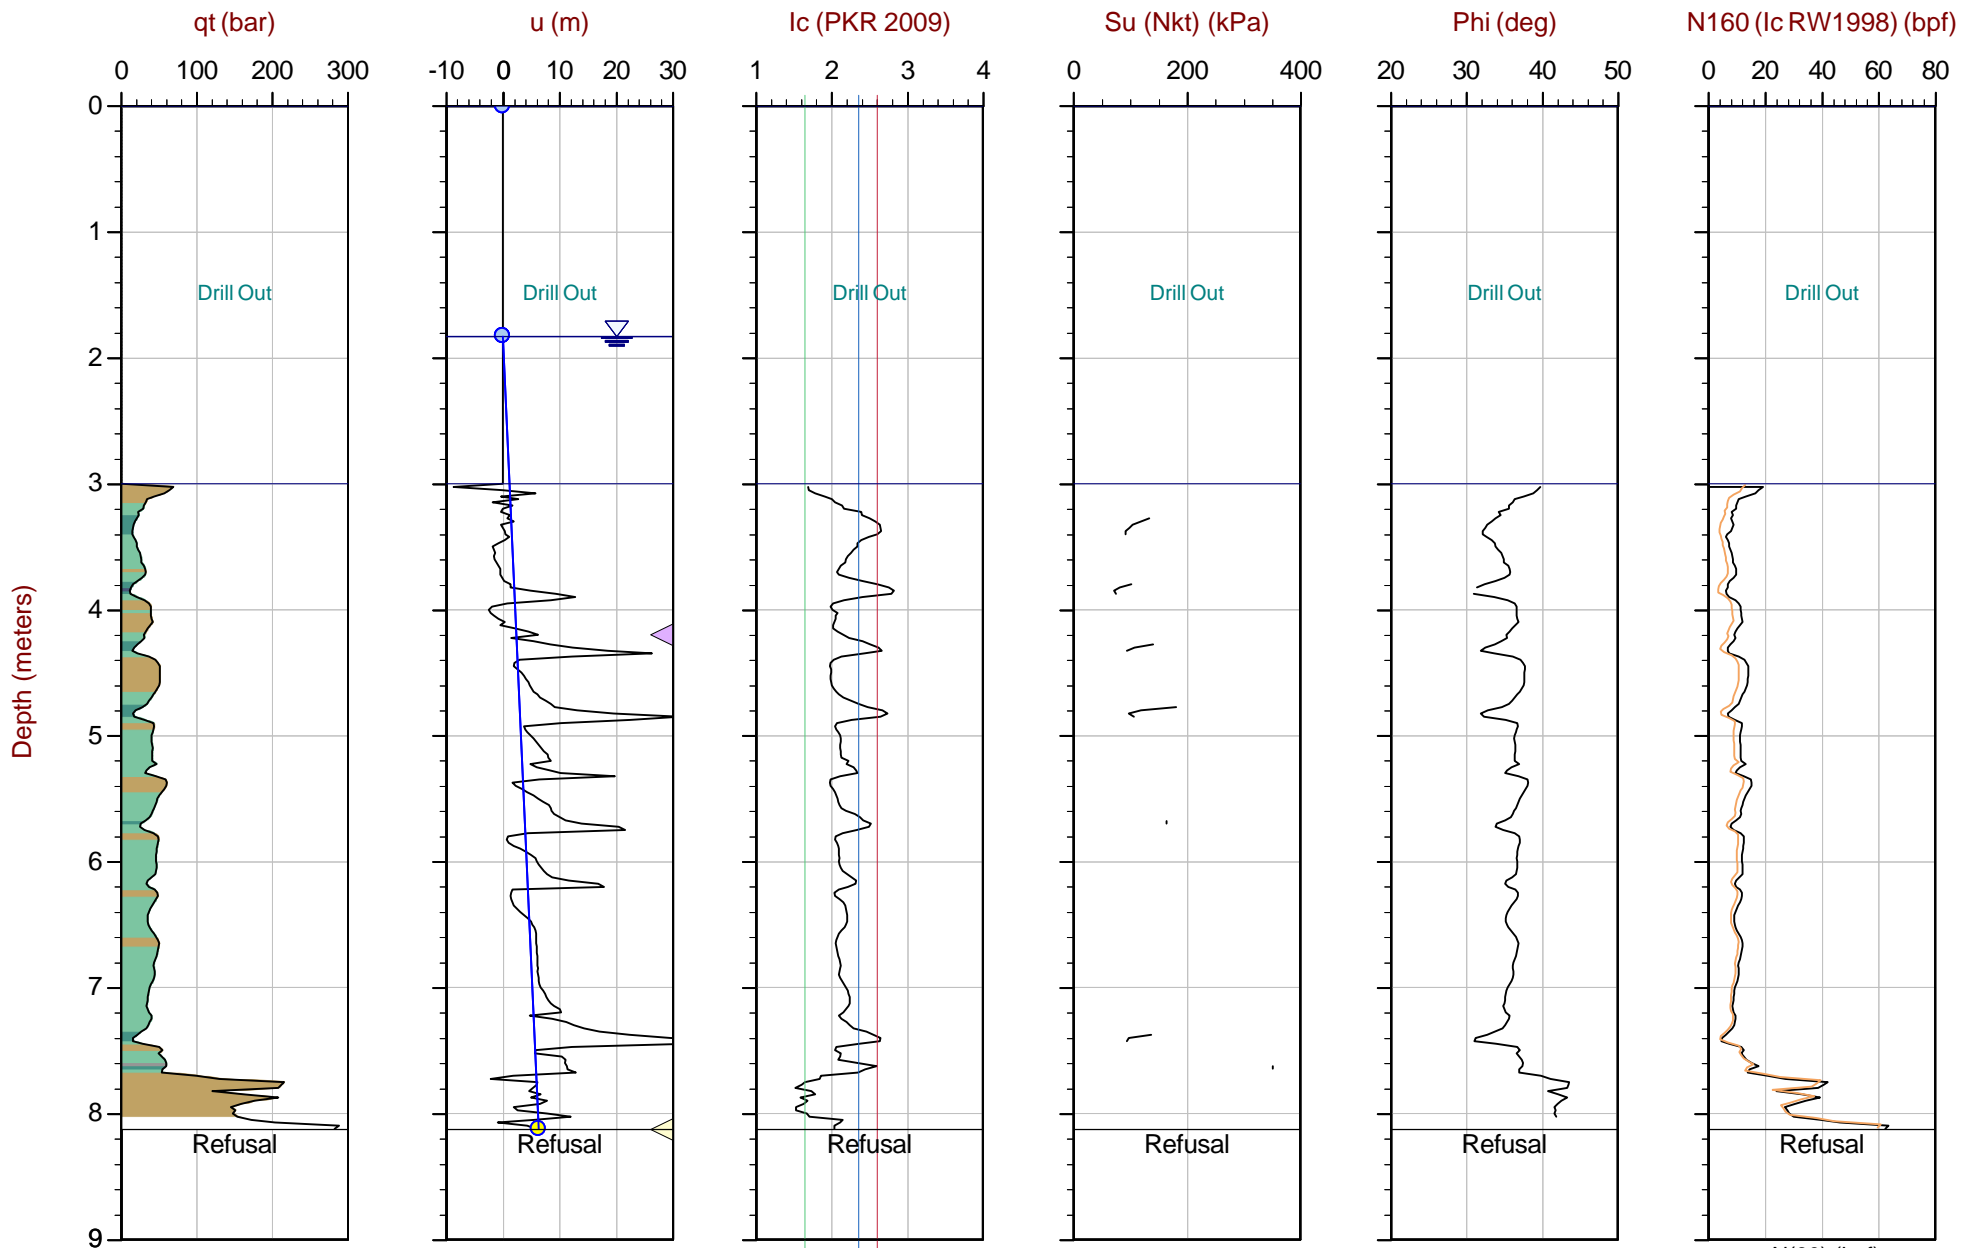 qt (bar) u (m) Ic (PKR 2009) Su (Nkt) (kPa) Phi (deg) N160 (Ic RW1998) (bpf)
0 100 200 300 -10 0 10 20 30 1 2 3 4 0 200 400 20 30 40 50 0 20 40 60 80
0
1
Drill Out Drill Out Drill Out Drill Out Drill Out Drill Out
2
3
4
Depth (meters)
5
6
7
8
Refusal Refusal Refusal Refusal Refusal Refusal
9